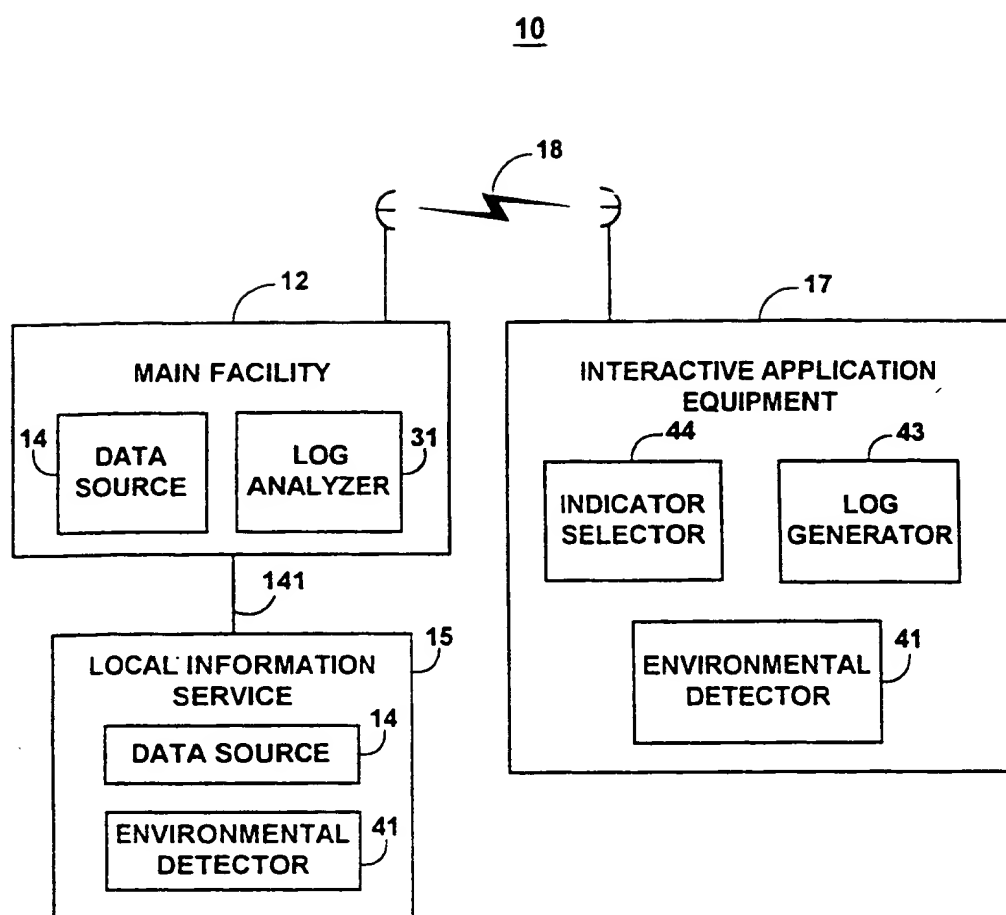 10
18
12
17
MAIN FACILITY
INTERACTIVE APPLICATION
EQUIPMENT
14
DATA
SOURCE
LOG
ANALYZER
31
44
INDICATOR
SELECTOR
43
LOG
GENERATOR
141
15
LOCAL INFORMATION
SERVICE
14
DATA SOURCE
ENVIRONMENTAL
DETECTOR
41
ENVIRONMENTAL
DETECTOR
41